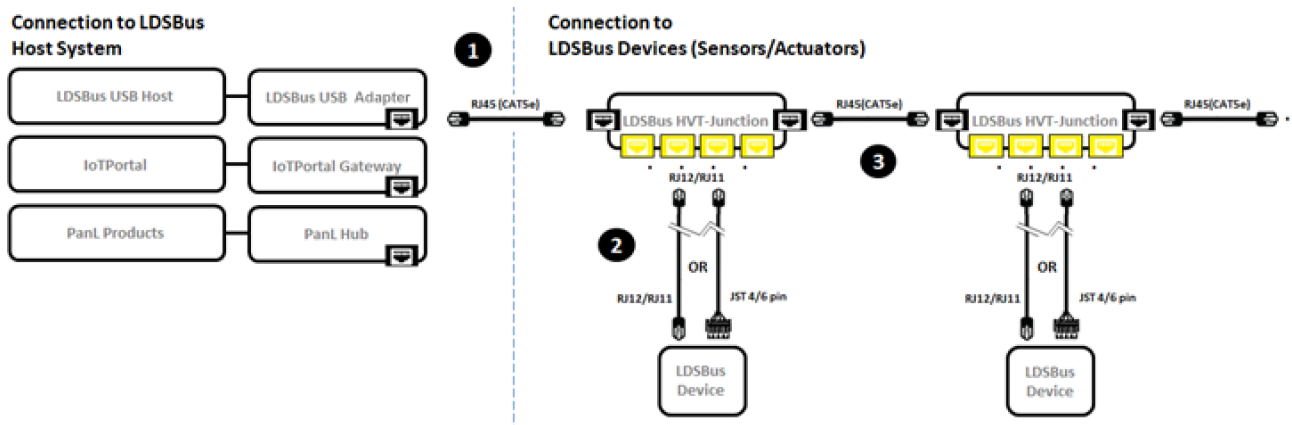 Connection to LDSBus
Host System
LDSBus USB Host
LDSBus USB Adapter
IoTPortal
IoTPortal Gateway
PanL Products
PanL Hub
1
Connection to
LDSBus Devices (Sensors/Actuators)
RJ45 (CAT5e)
LDSBus HVT-Junction
RJ45(CAT5e)
LDSBus HVT-Junction
RJ45(CAT5e)
3
RJ12/RJ11
RJ12/RJ11
2
OR
OR
RJ12/RJ11
JST 4/6 pin
RJ12/RJ11
JST 4/6 pin
LDSBus
Device
LDSBus
Device